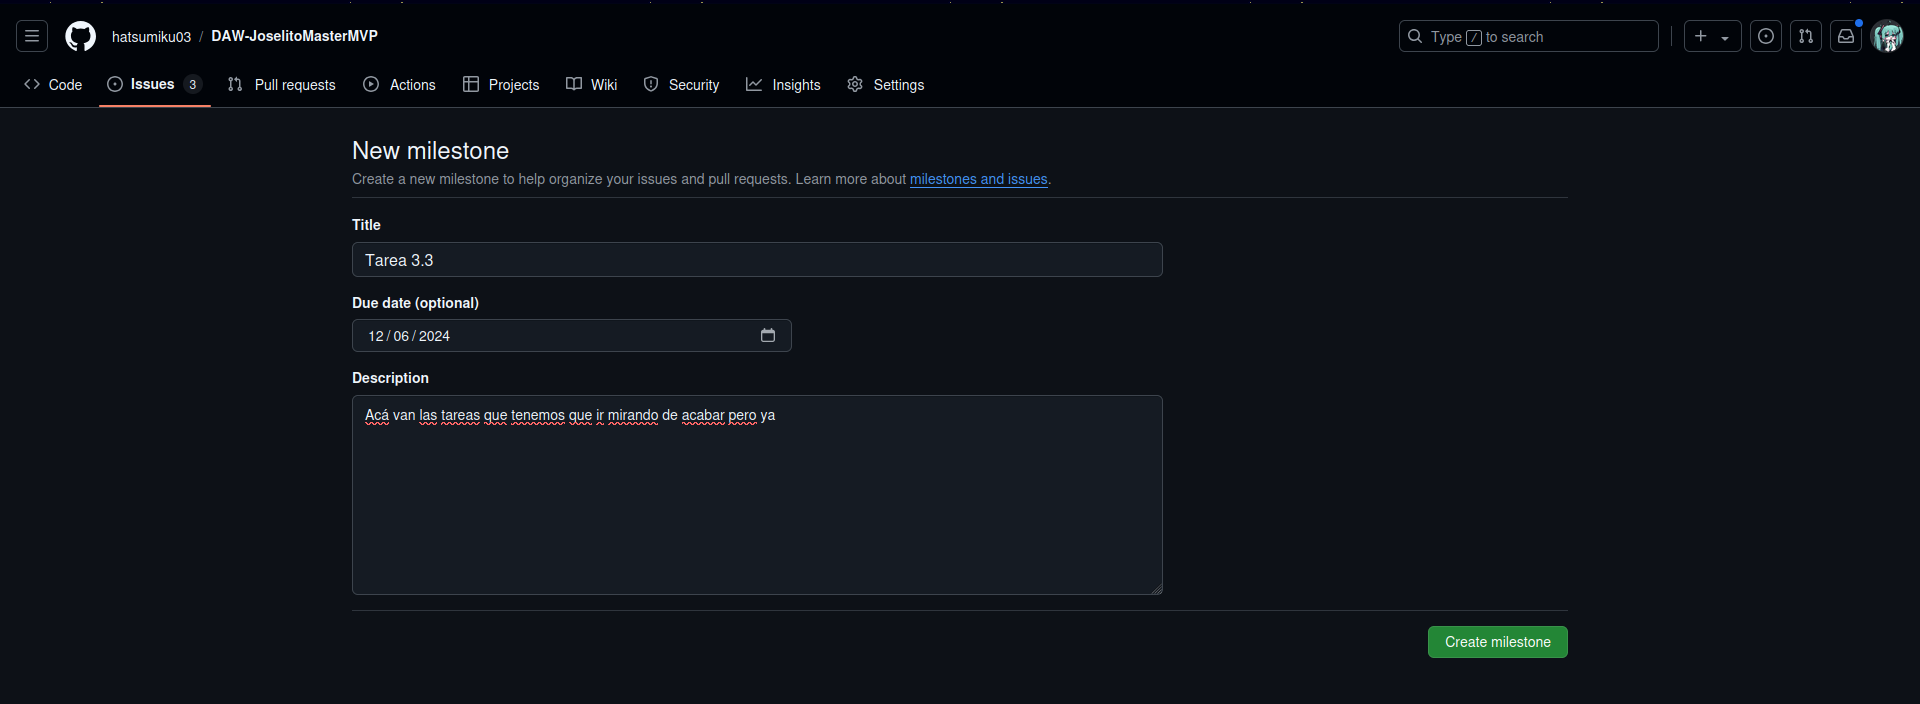 hatsumiku03 / DAW-JoselitoMasterMVP
Type / to search
Code
Issues 3
Pull requests
Actions
Projects
Wiki
Security
Insights
Settings
New milestone
Create a new milestone to help organize your issues and pull requests. Learn more about milestones and issues.
Title
Tarea 3.3
Due date (optional)
12 / 06 / 2024
Description
Acá van las tareas que tenemos que ir mirando de acabar pero ya
Create milestone